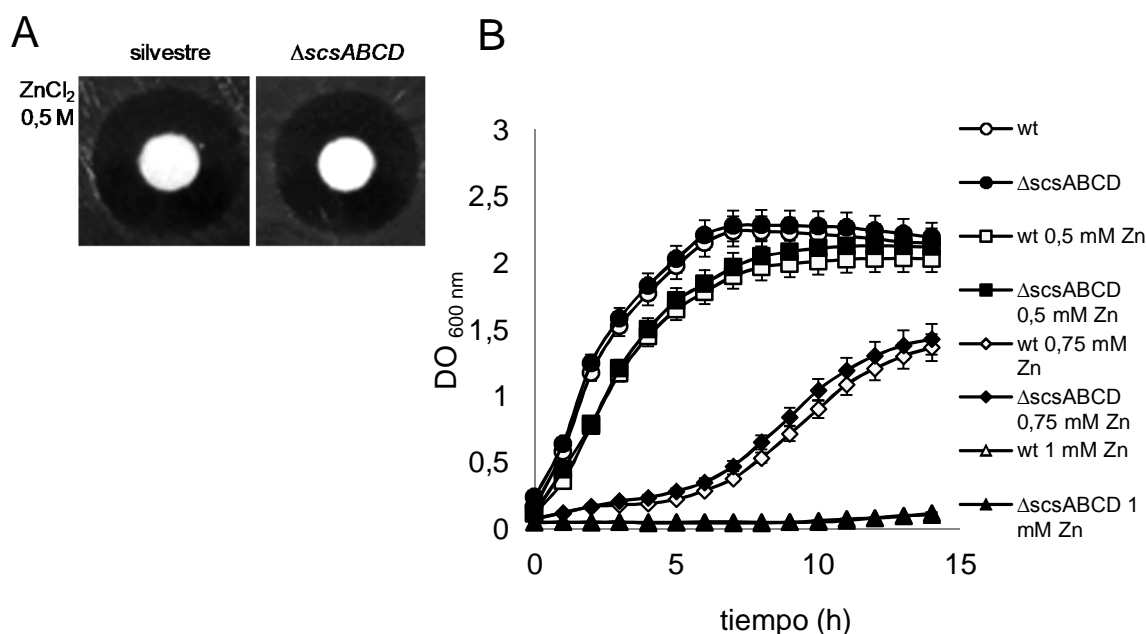 A
silvestre
ΔscsABCD
ZnCl2
0,5 M
B
3
2,5
2
1,5
1
0,5
0
DO 600 nm
0
5
10
15
tiempo (h)
wt
ΔscsABCD
wt 0,5 mM Zn
ΔscsABCD
0,5 mM Zn
wt 0,75 mM
Zn
ΔscsABCD
0,75 mM Zn
wt 1 mM Zn
ΔscsABCD 1
mM Zn